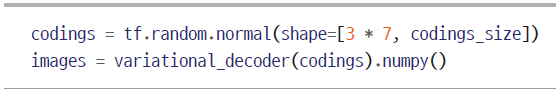 codings = tf.random.normal(shape=[3 * 7, codings_size])
images = variational_decoder(codings).numpy()